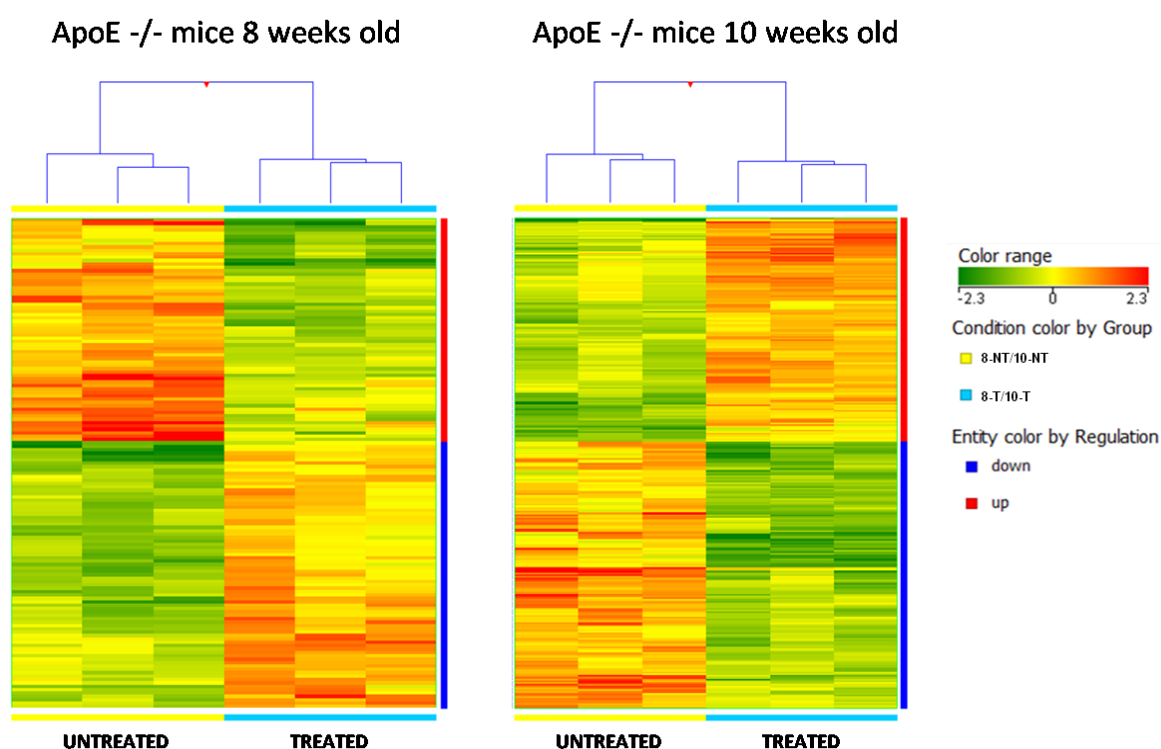 ApoE -/- mice 8 weeks old
ApoE -/- mice 10 weeks old
Color range
-2.3 0 2.3
Condition color by Group
8-NT/10-NT
8-T/10-T
Entity color by Regulation
down
up
UNTREATED TREATED
UNTREATED TREATED